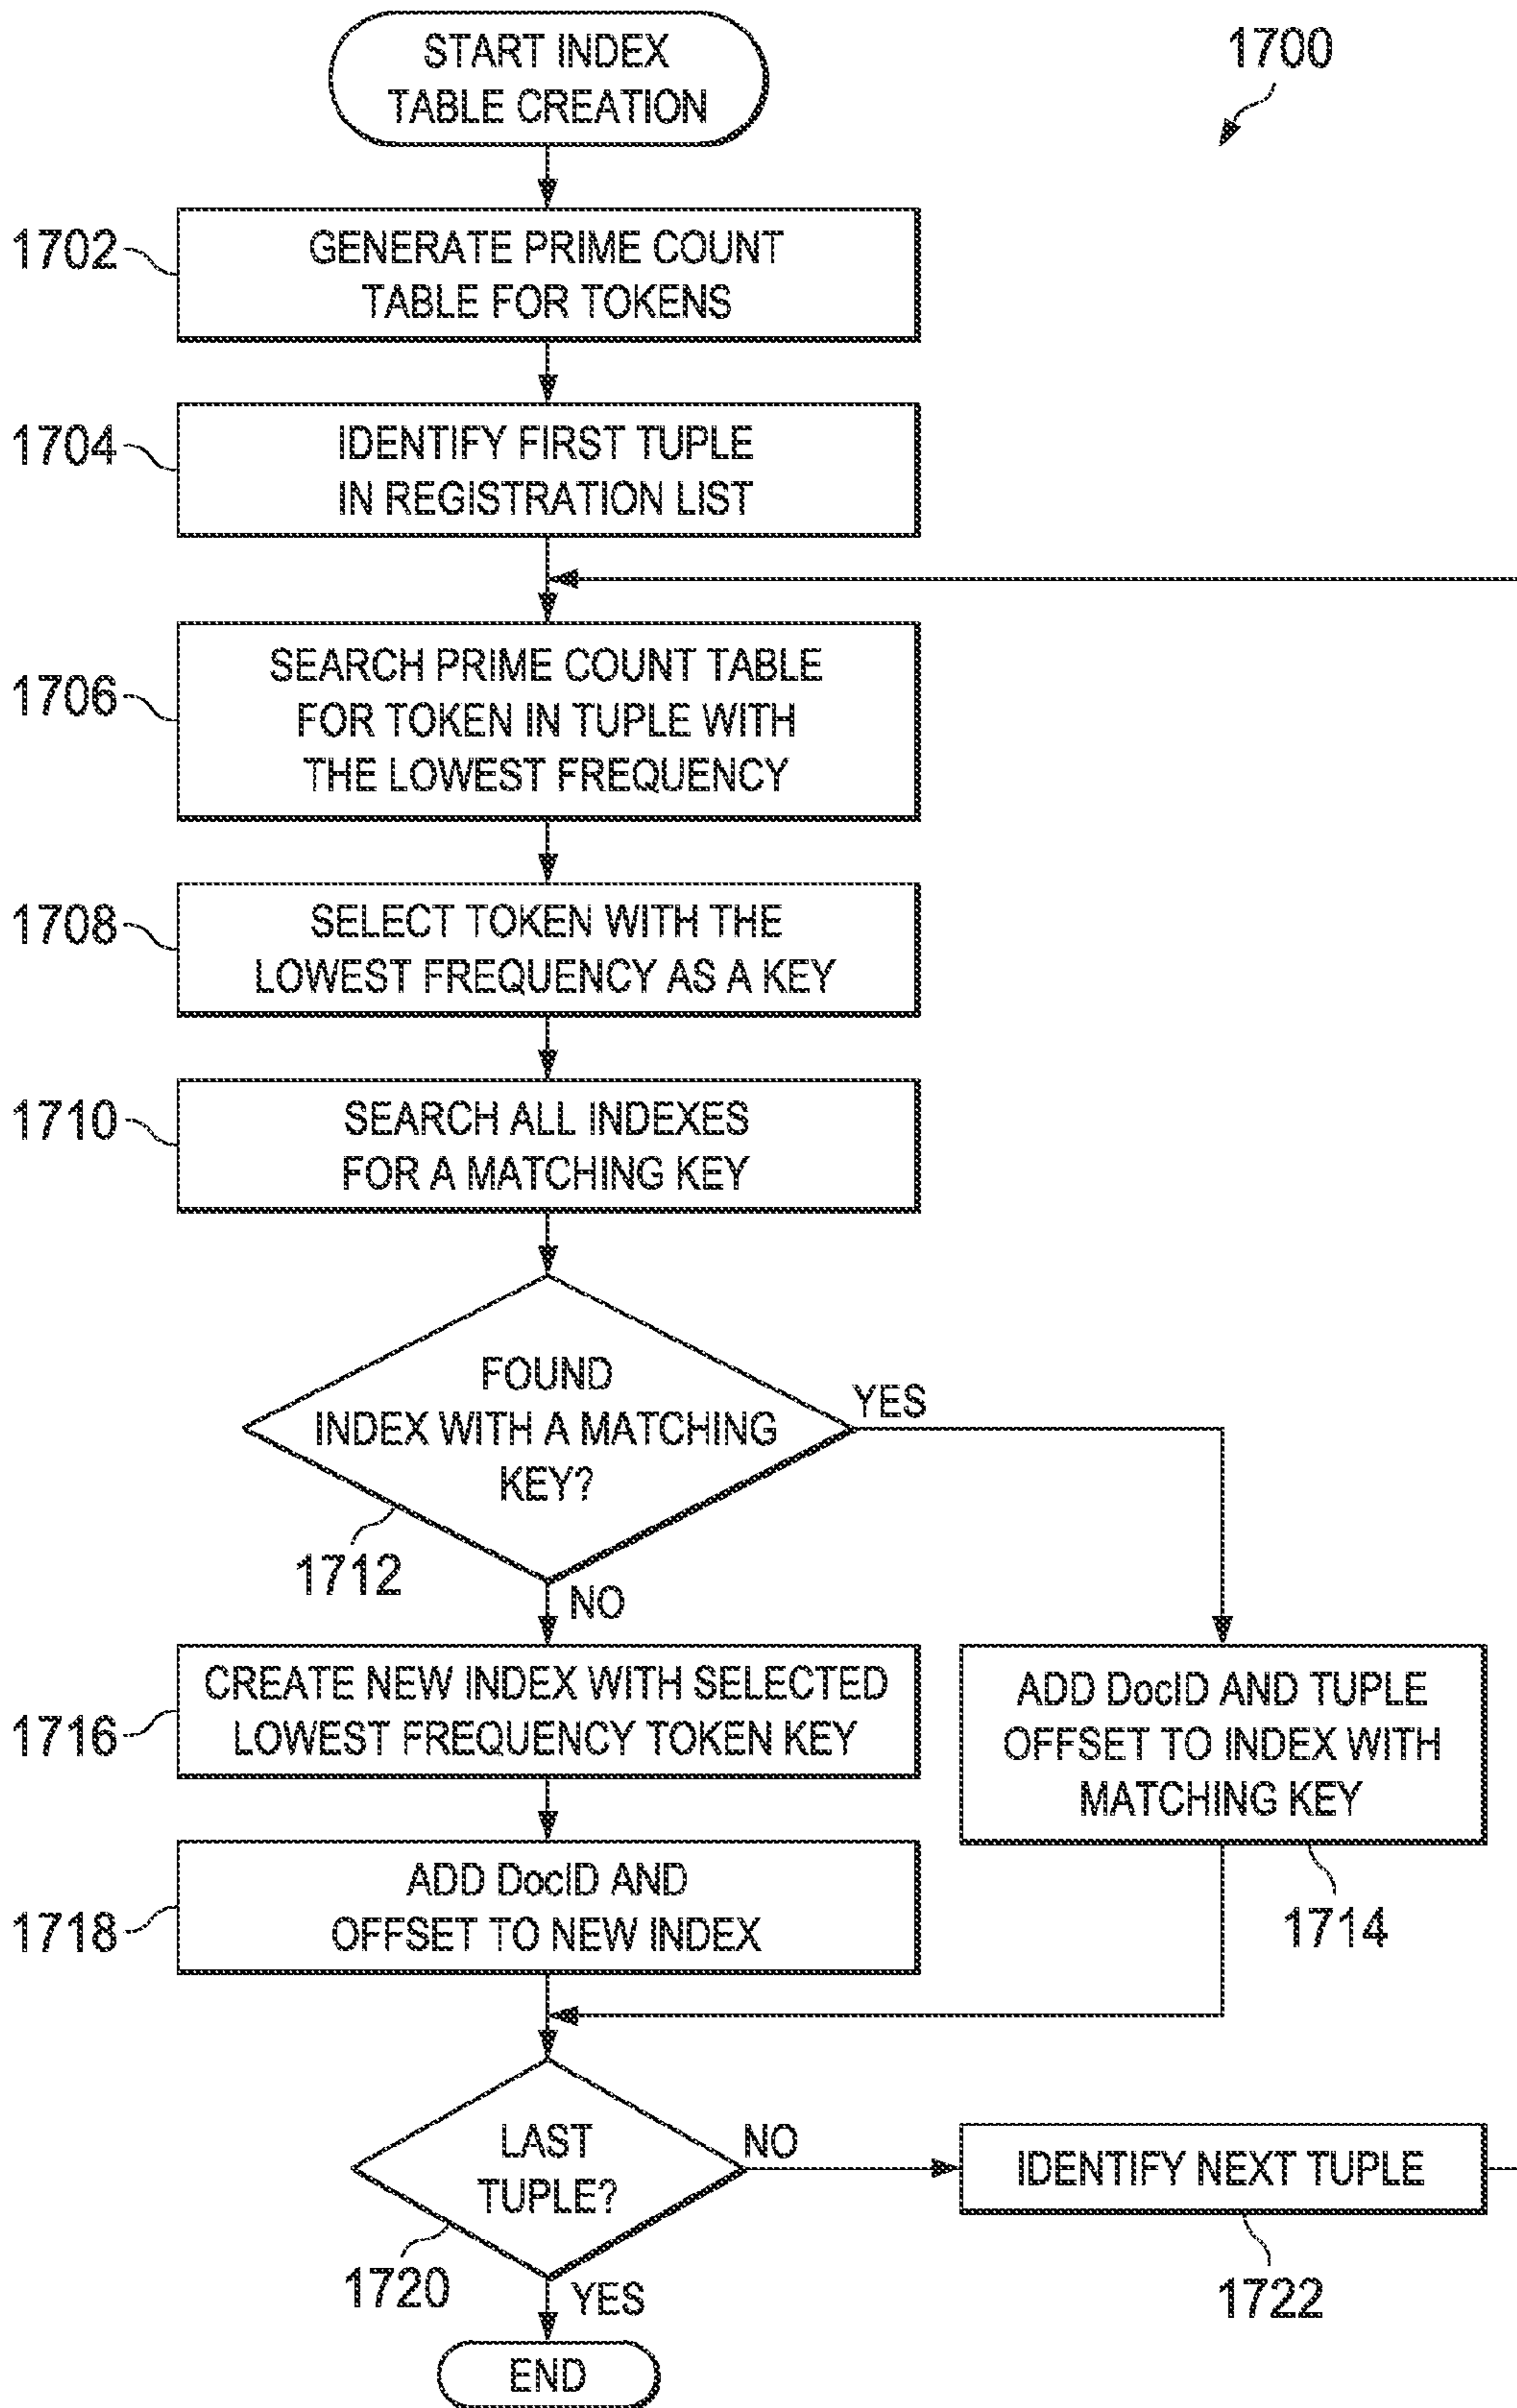 START INDEX
TABLE CREATION
1700
1702
GENERATE PRIME COUNT
TABLE FOR TOKENS
1704
IDENTIFY FIRST TUPLE
IN REGISTRATION LIST
1706
SEARCH PRIME COUNT TABLE
FOR TOKEN IN TUPLE WITH
THE LOWEST FREQUENCY
1708
SELECT TOKEN WITH THE
LOWEST FREQUENCY AS A KEY
1710
SEARCH ALL INDEXES
FOR A MATCHING KEY
FOUND
INDEX WITH A MATCHING
KEY?
YES
1712
NO
1716
CREATE NEW INDEX WITH SELECTED
LOWEST FREQUENCY TOKEN KEY
ADD DocID AND TUPLE
OFFSET TO INDEX WITH
MATCHING KEY
1714
1718
ADD DocID AND
OFFSET TO NEW INDEX
LAST
TUPLE?
NO
IDENTIFY NEXT TUPLE
1720
YES
1722
END